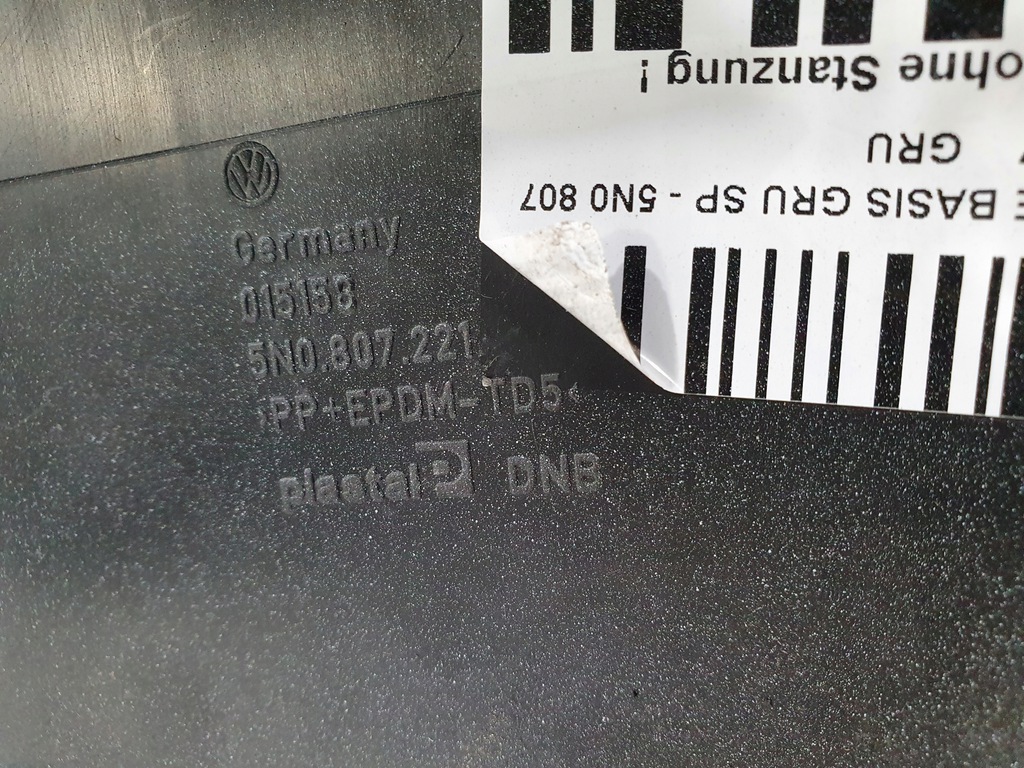 Germany
015158
5N0.807.221
>PP+EPDM-TD5<
plastal DNB
BASIS GRU SP - 5N0 807
GRU
ohne Stanzung !